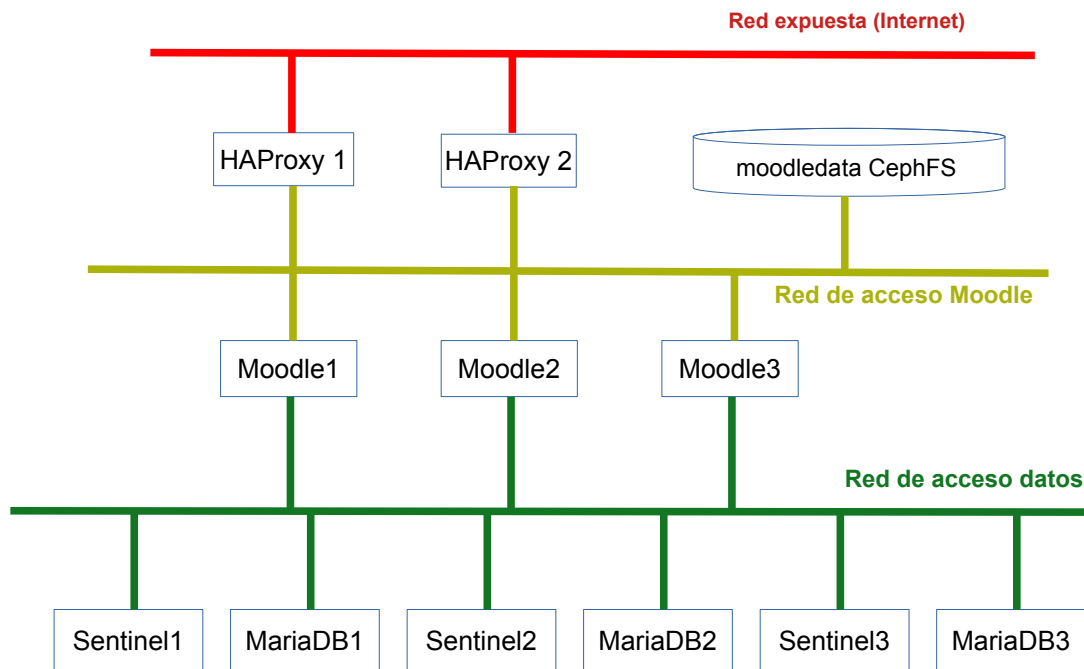 Red expuesta (Internet)
HAProxy 1
HAProxy 2
moodledata CephFS
Red de acceso Moodle
Moodle1
Moodle2
Moodle3
Red de acceso datos
Sentinel1
MariaDB1
Sentinel2
MariaDB2
Sentinel3
MariaDB3